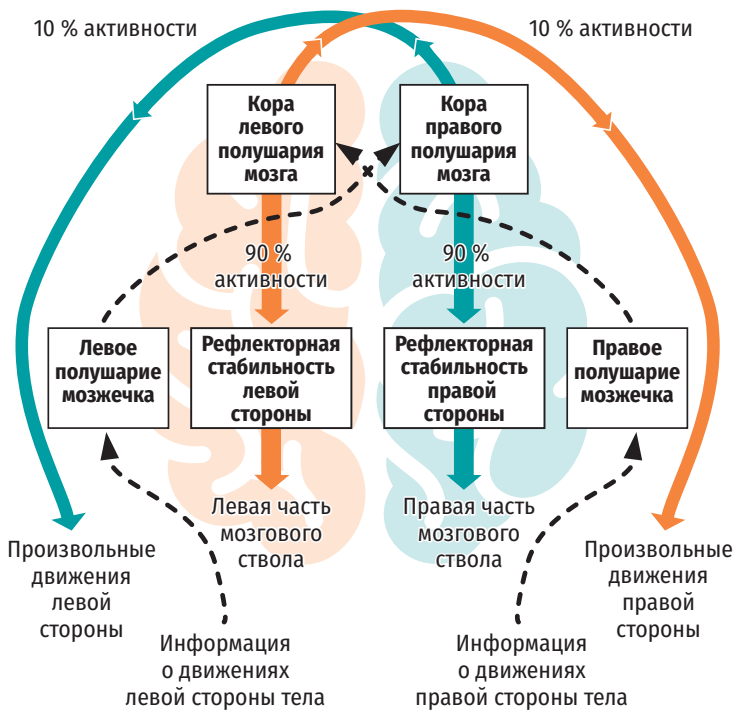 10 % активности
10 % активности
Кора
левого
полушария
мозга
Кора
правого
полушария
мозга
90 %
активности
90 %
активности
Левое
полушарие
мозжечка
Рефлекторная
стабильность
левой
стороны
Рефлекторная
стабильность
правой
стороны
Правое
полушарие
мозжечка
Левая часть
мозгового
ствола
Правая часть
мозгового
ствола
Произвольные
движения
левой
стороны
Произвольные
движения
правой
стороны
Информация
о движениях
левой стороны тела
Информация
о движениях
правой стороны тела